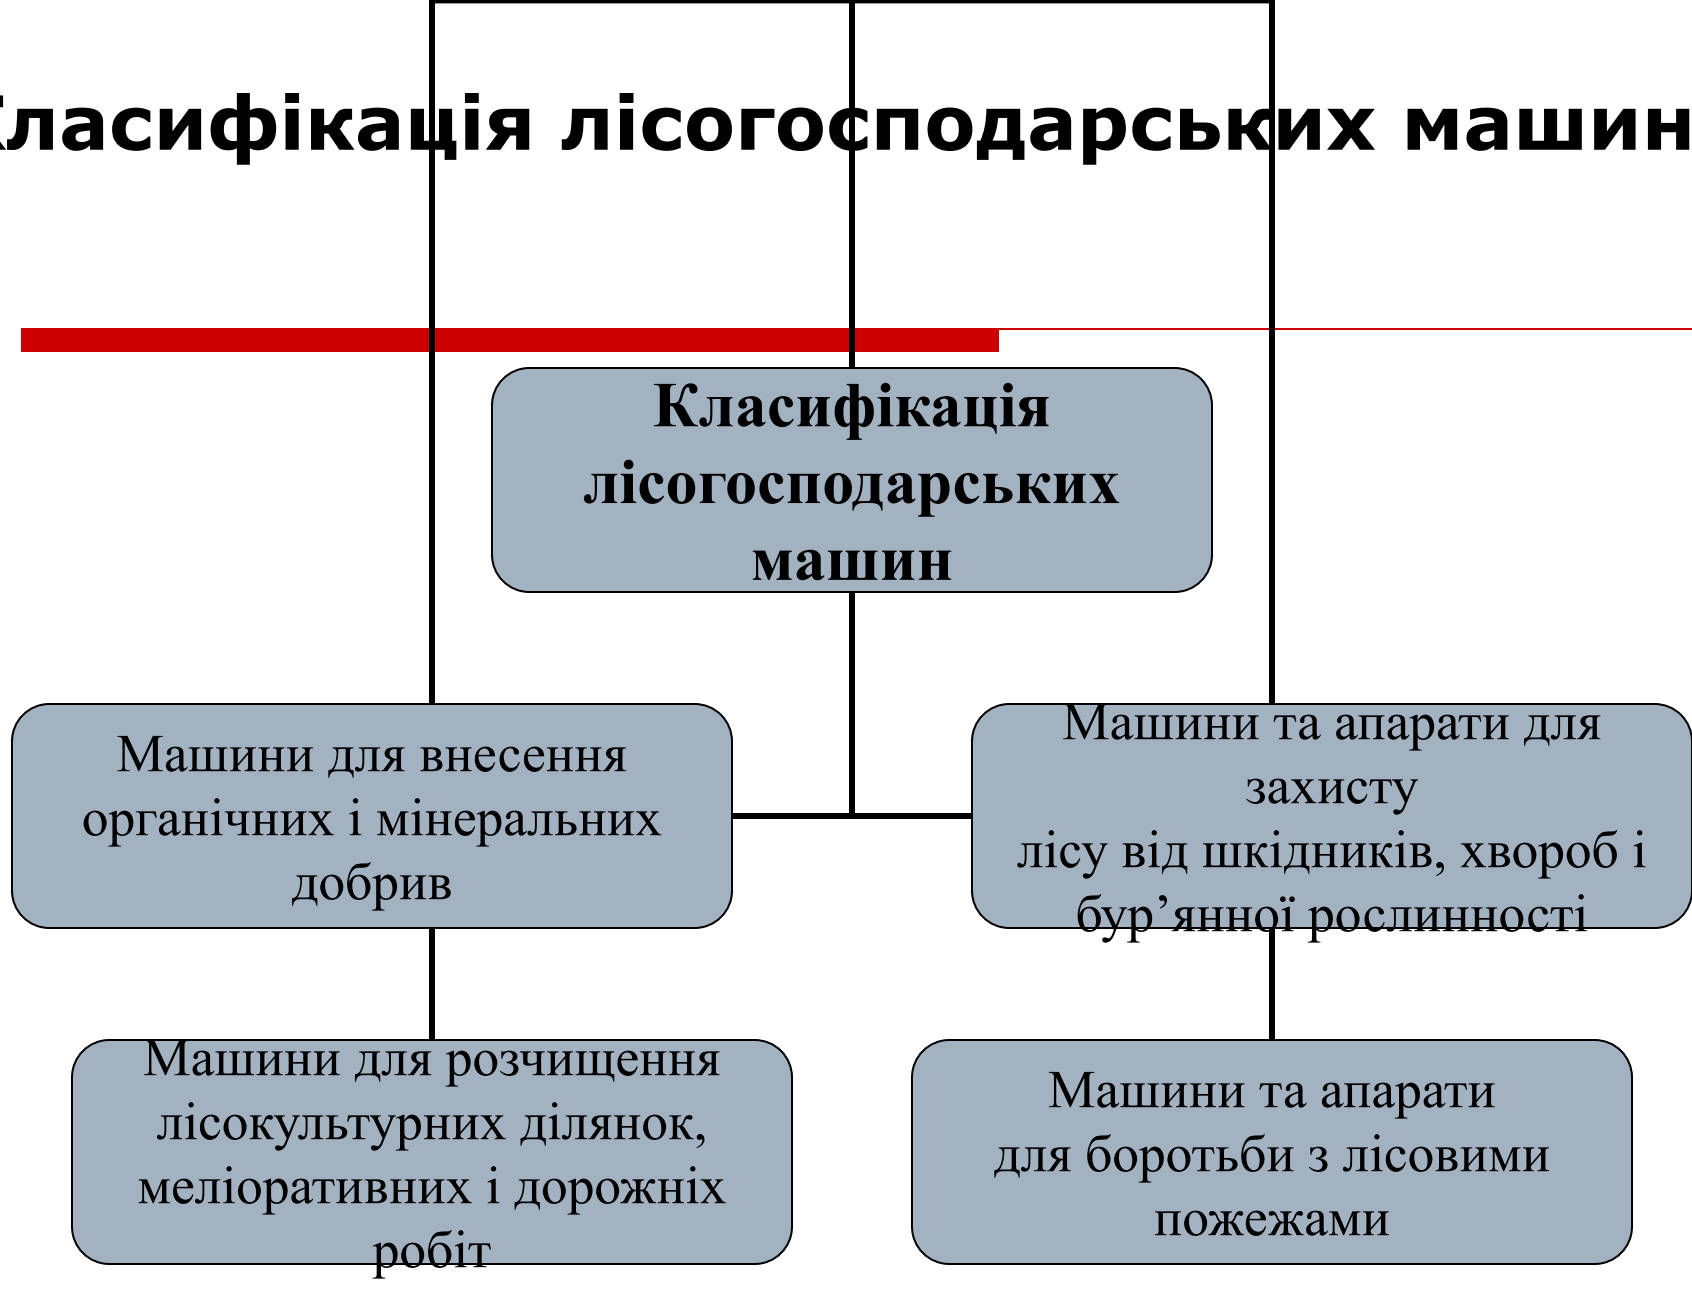 Класифікація лісогосподарських машин
Класифікація
лісогосподарських
машин
Машини для внесення
органічних і мінеральних
добрив
Машини та апарати для
захисту
лісу від шкідників, хвороб і
бур’янної рослинності
Машини для розчищення
лісокультурних ділянок,
меліоративних і дорожніх
робіт
Машини та апарати
для боротьби з лісовими
пожежами